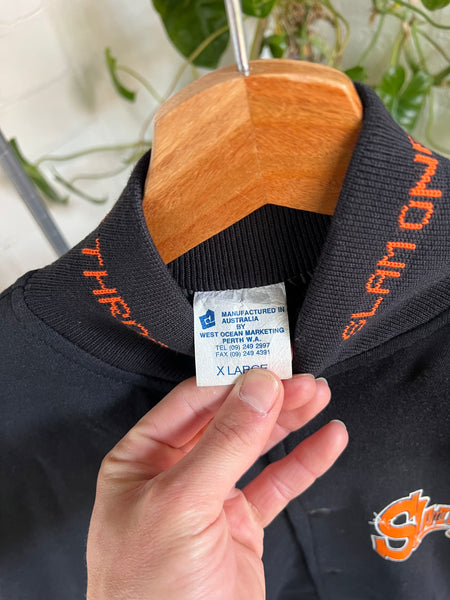 SLAM ON
MANUFACTURED IN
AUSTRALIA
BY
WEST OCEAN MARKETING
PERTH W.A.
TEL (09) 249 2997
FAX (09) 249 4391
X LARGE